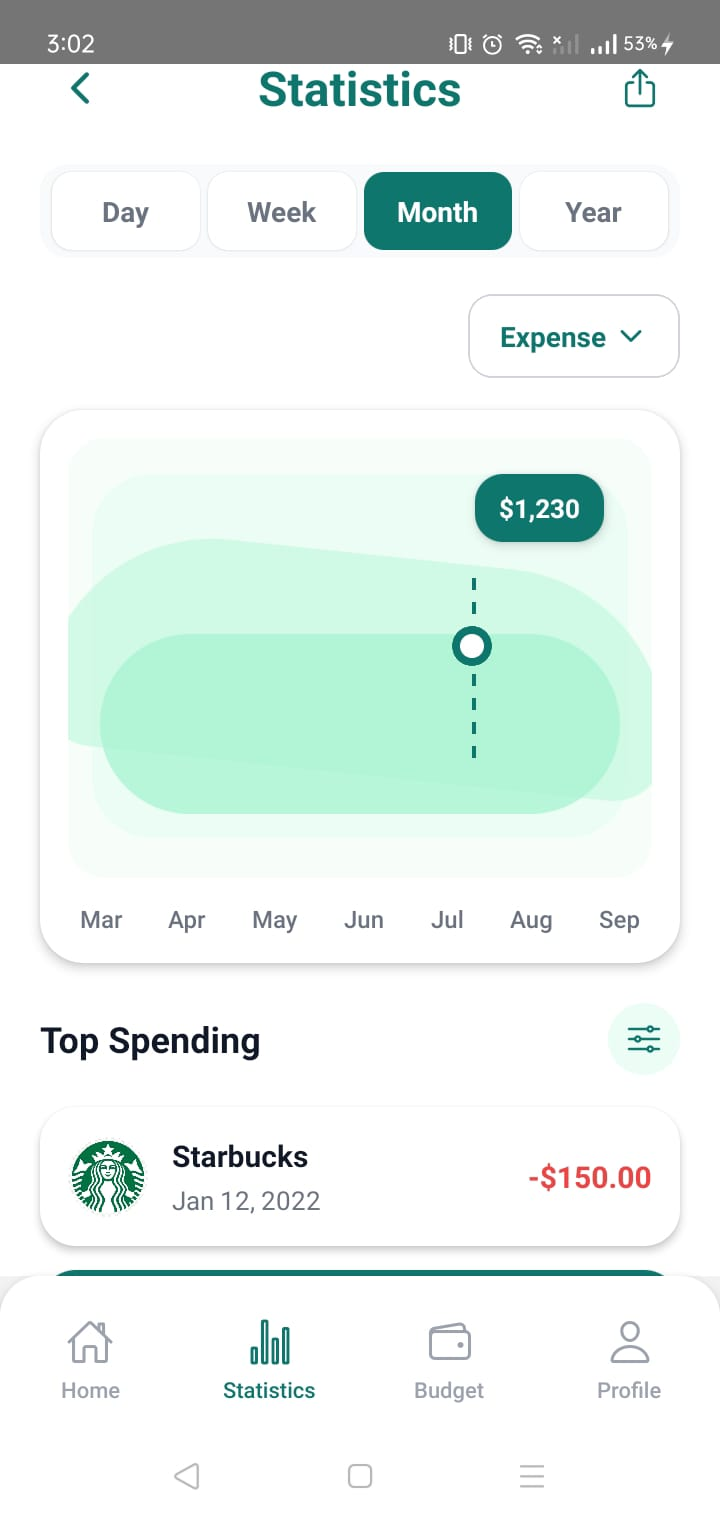 3:02 53%
Statistics
Day Week Month Year
Expense
$1,230
Mar Apr May Jun Jul Aug Sep
Top Spending
Starbucks
Jan 12, 2022
-$150.00
Home Statistics Budget Profile